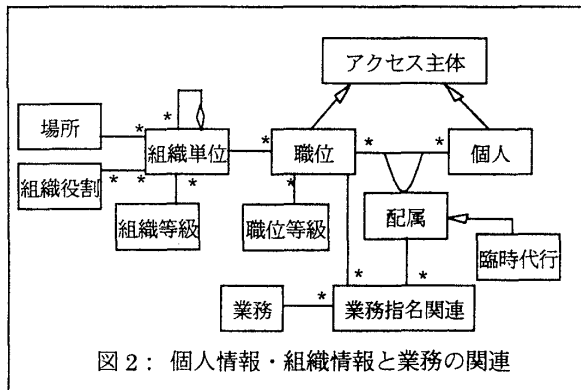 アクセス主体
場所
*
*
組織単位
*
職位
*
*
個人
組織役割
*
*
*
*
組織等級
職位等級
配属
臨時代行
*
*
業務
*
業務指名関連
図2: 個人情報・組織情報と業務の関連